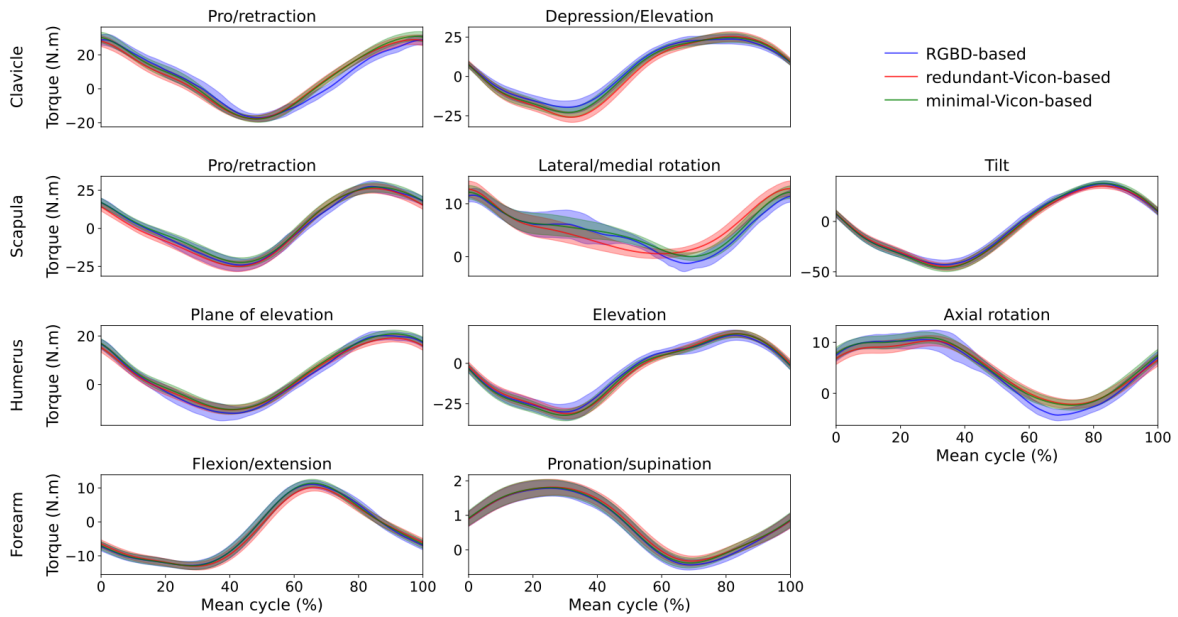 Pro/retraction
Depression/Elevation
Clavicle
Torque (N.m)
20
0
−20
25
0
−25
RGBD-based
redundant-Vicon-based
minimal-Vicon-based
Pro/retraction
Lateral/medial rotation
Tilt
Scapula
Torque (N.m)
25
0
−25
10
0
0
−50
Plane of elevation
Elevation
Axial rotation
Humerus
Torque (N.m)
20
0
0
−25
10
0
0 20 40 60 80 100
Mean cycle (%)
Flexion/extension
Pronation/supination
Forearm
Torque (N.m)
10
0
−10
2
1
0
0 20 40 60 80 100
0 20 40 60 80 100
Mean cycle (%)
Mean cycle (%)